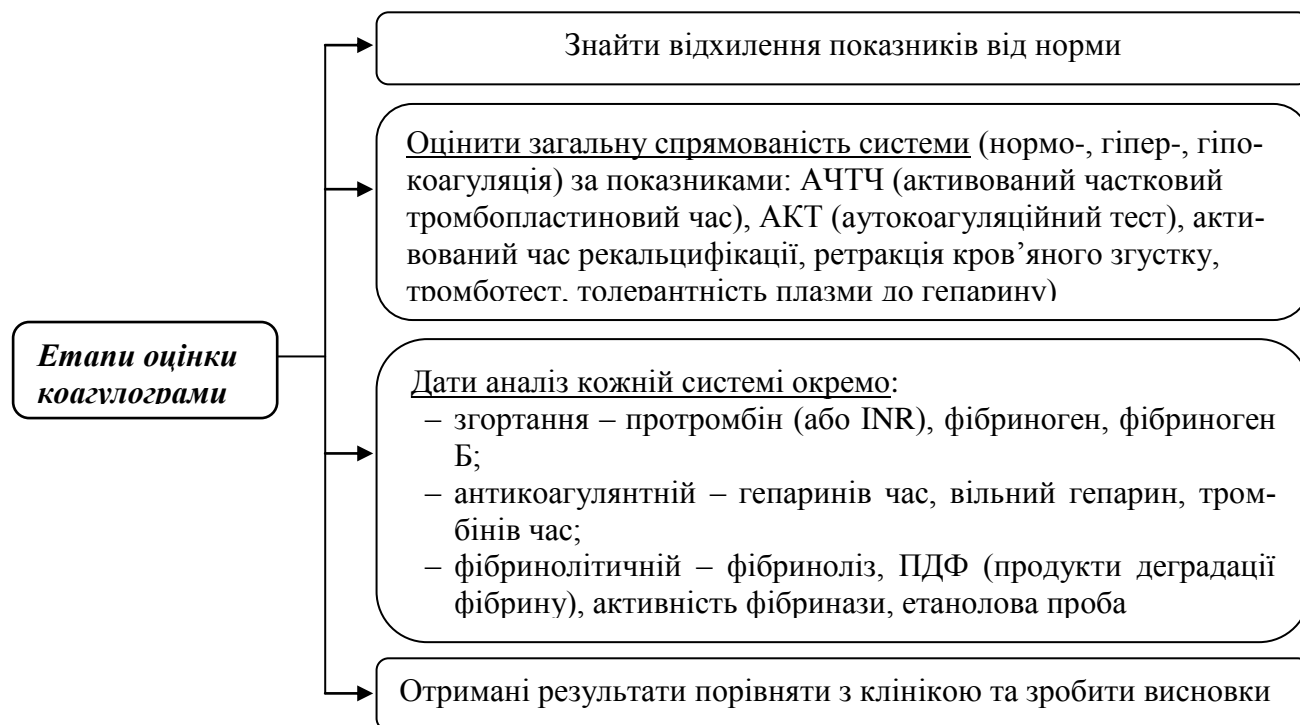 Знайти відхилення показників від норми
Оцінити загальну спрямованість системи (нормо-, гіпер-, гіпо-
коагуляція) за показниками: АЧТЧ (активований частковий
тромбопластиновий час), АКТ (аутокоагуляційний тест), акти-
вований час рекальцифікації, ретракція кров’яного згустку,
тромботест, толерантність плазми до гепарину)
Етапи оцінки
коагулограми
Дати аналіз кожній системі окремо:
– згортання – протромбін (або INR), фібриноген, фібриноген
Б;
– антикоагулянтній – гепаринів час, вільний гепарин, тром-
бінів час;
– фібринолітичній – фібриноліз, ПДФ (продукти деградації
фібрину), активність фібринази, етанолова проба
Отримані результати порівняти з клінікою та зробити висновки